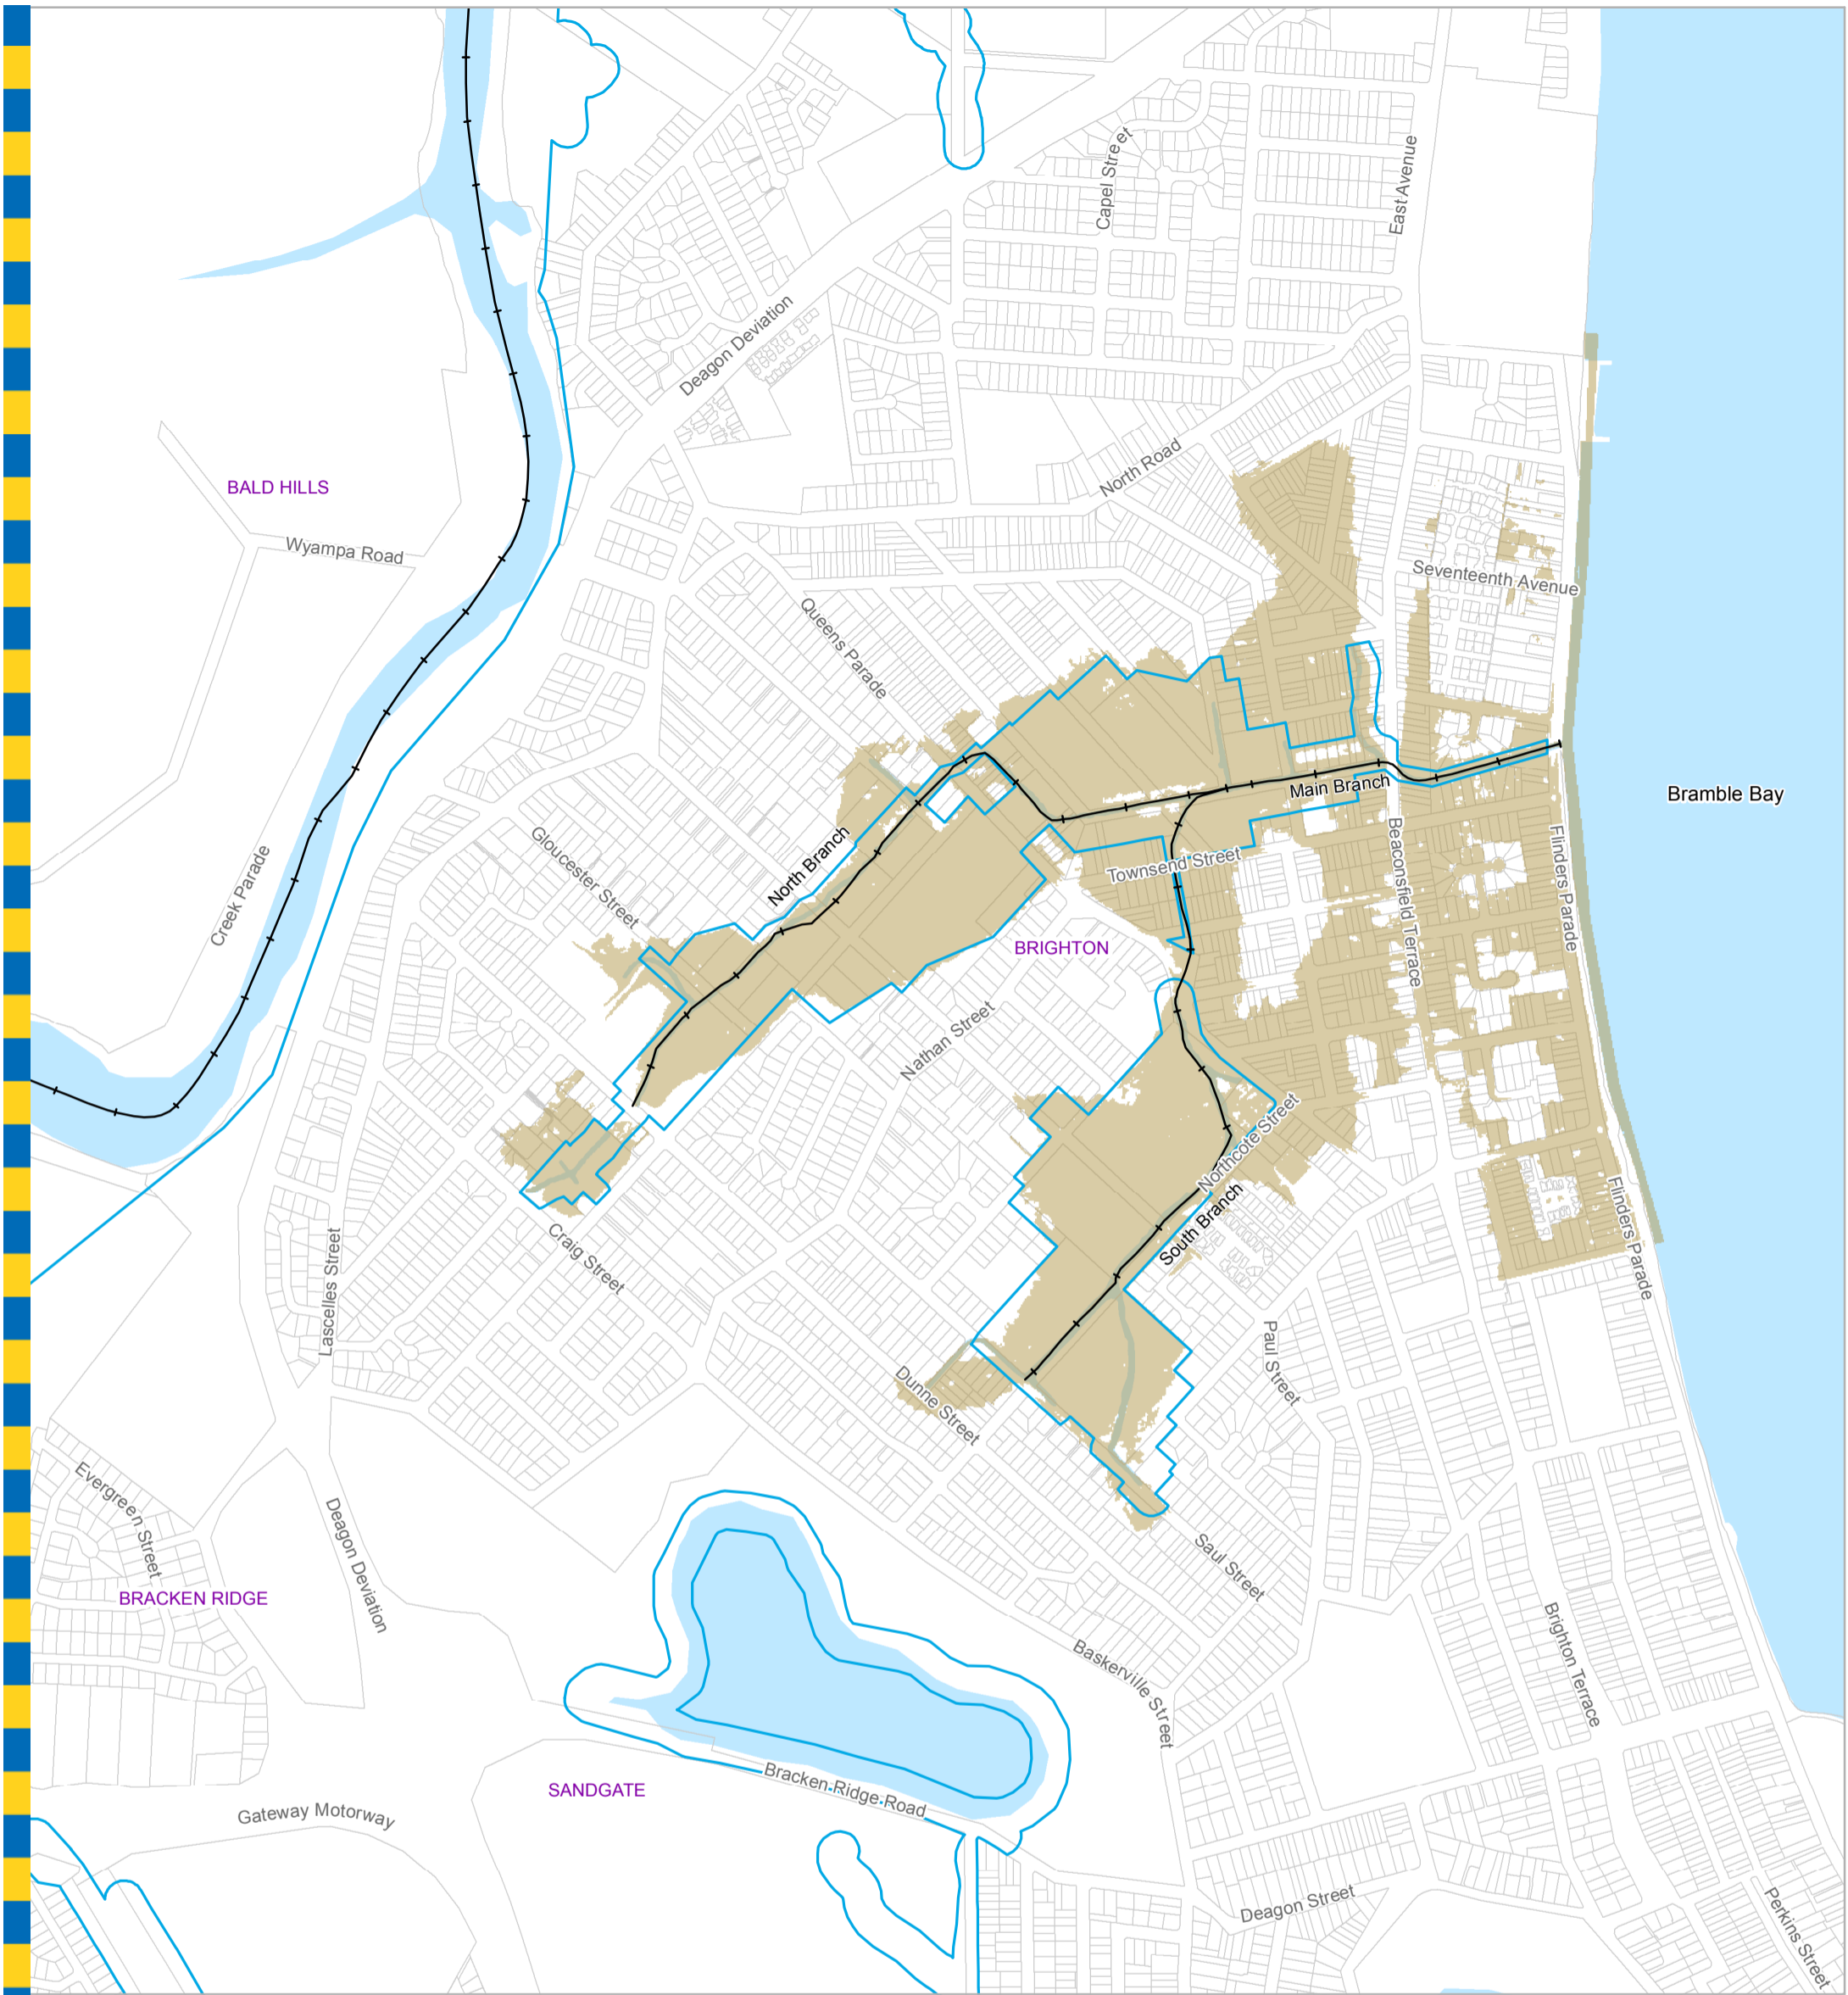 Capel Street
East Avenue
Deagon Deviation
North Road
BALD HILLS
Wyampa Road
Seventeenth Avenue
Queens Parade
Main Branch
Bramble Bay
Gloucester Street
North Branch
Townsend Street
Beaconsfield Terrace
Flinders Parade
Creek Parade
BRIGHTON
Nathan Street
Northcote Street
South Branch
Flinders Parade
Craig Street
Lascelles Street
Paul Street
Dunne Street
Evergreen Street
Deagon Deviation
Saul Street
BRACKEN RIDGE
Brighton Terrace
Baskerville Street
SANDGATE
Bracken Ridge Road
Gateway Motorway
Deagon Street
Perkins Street